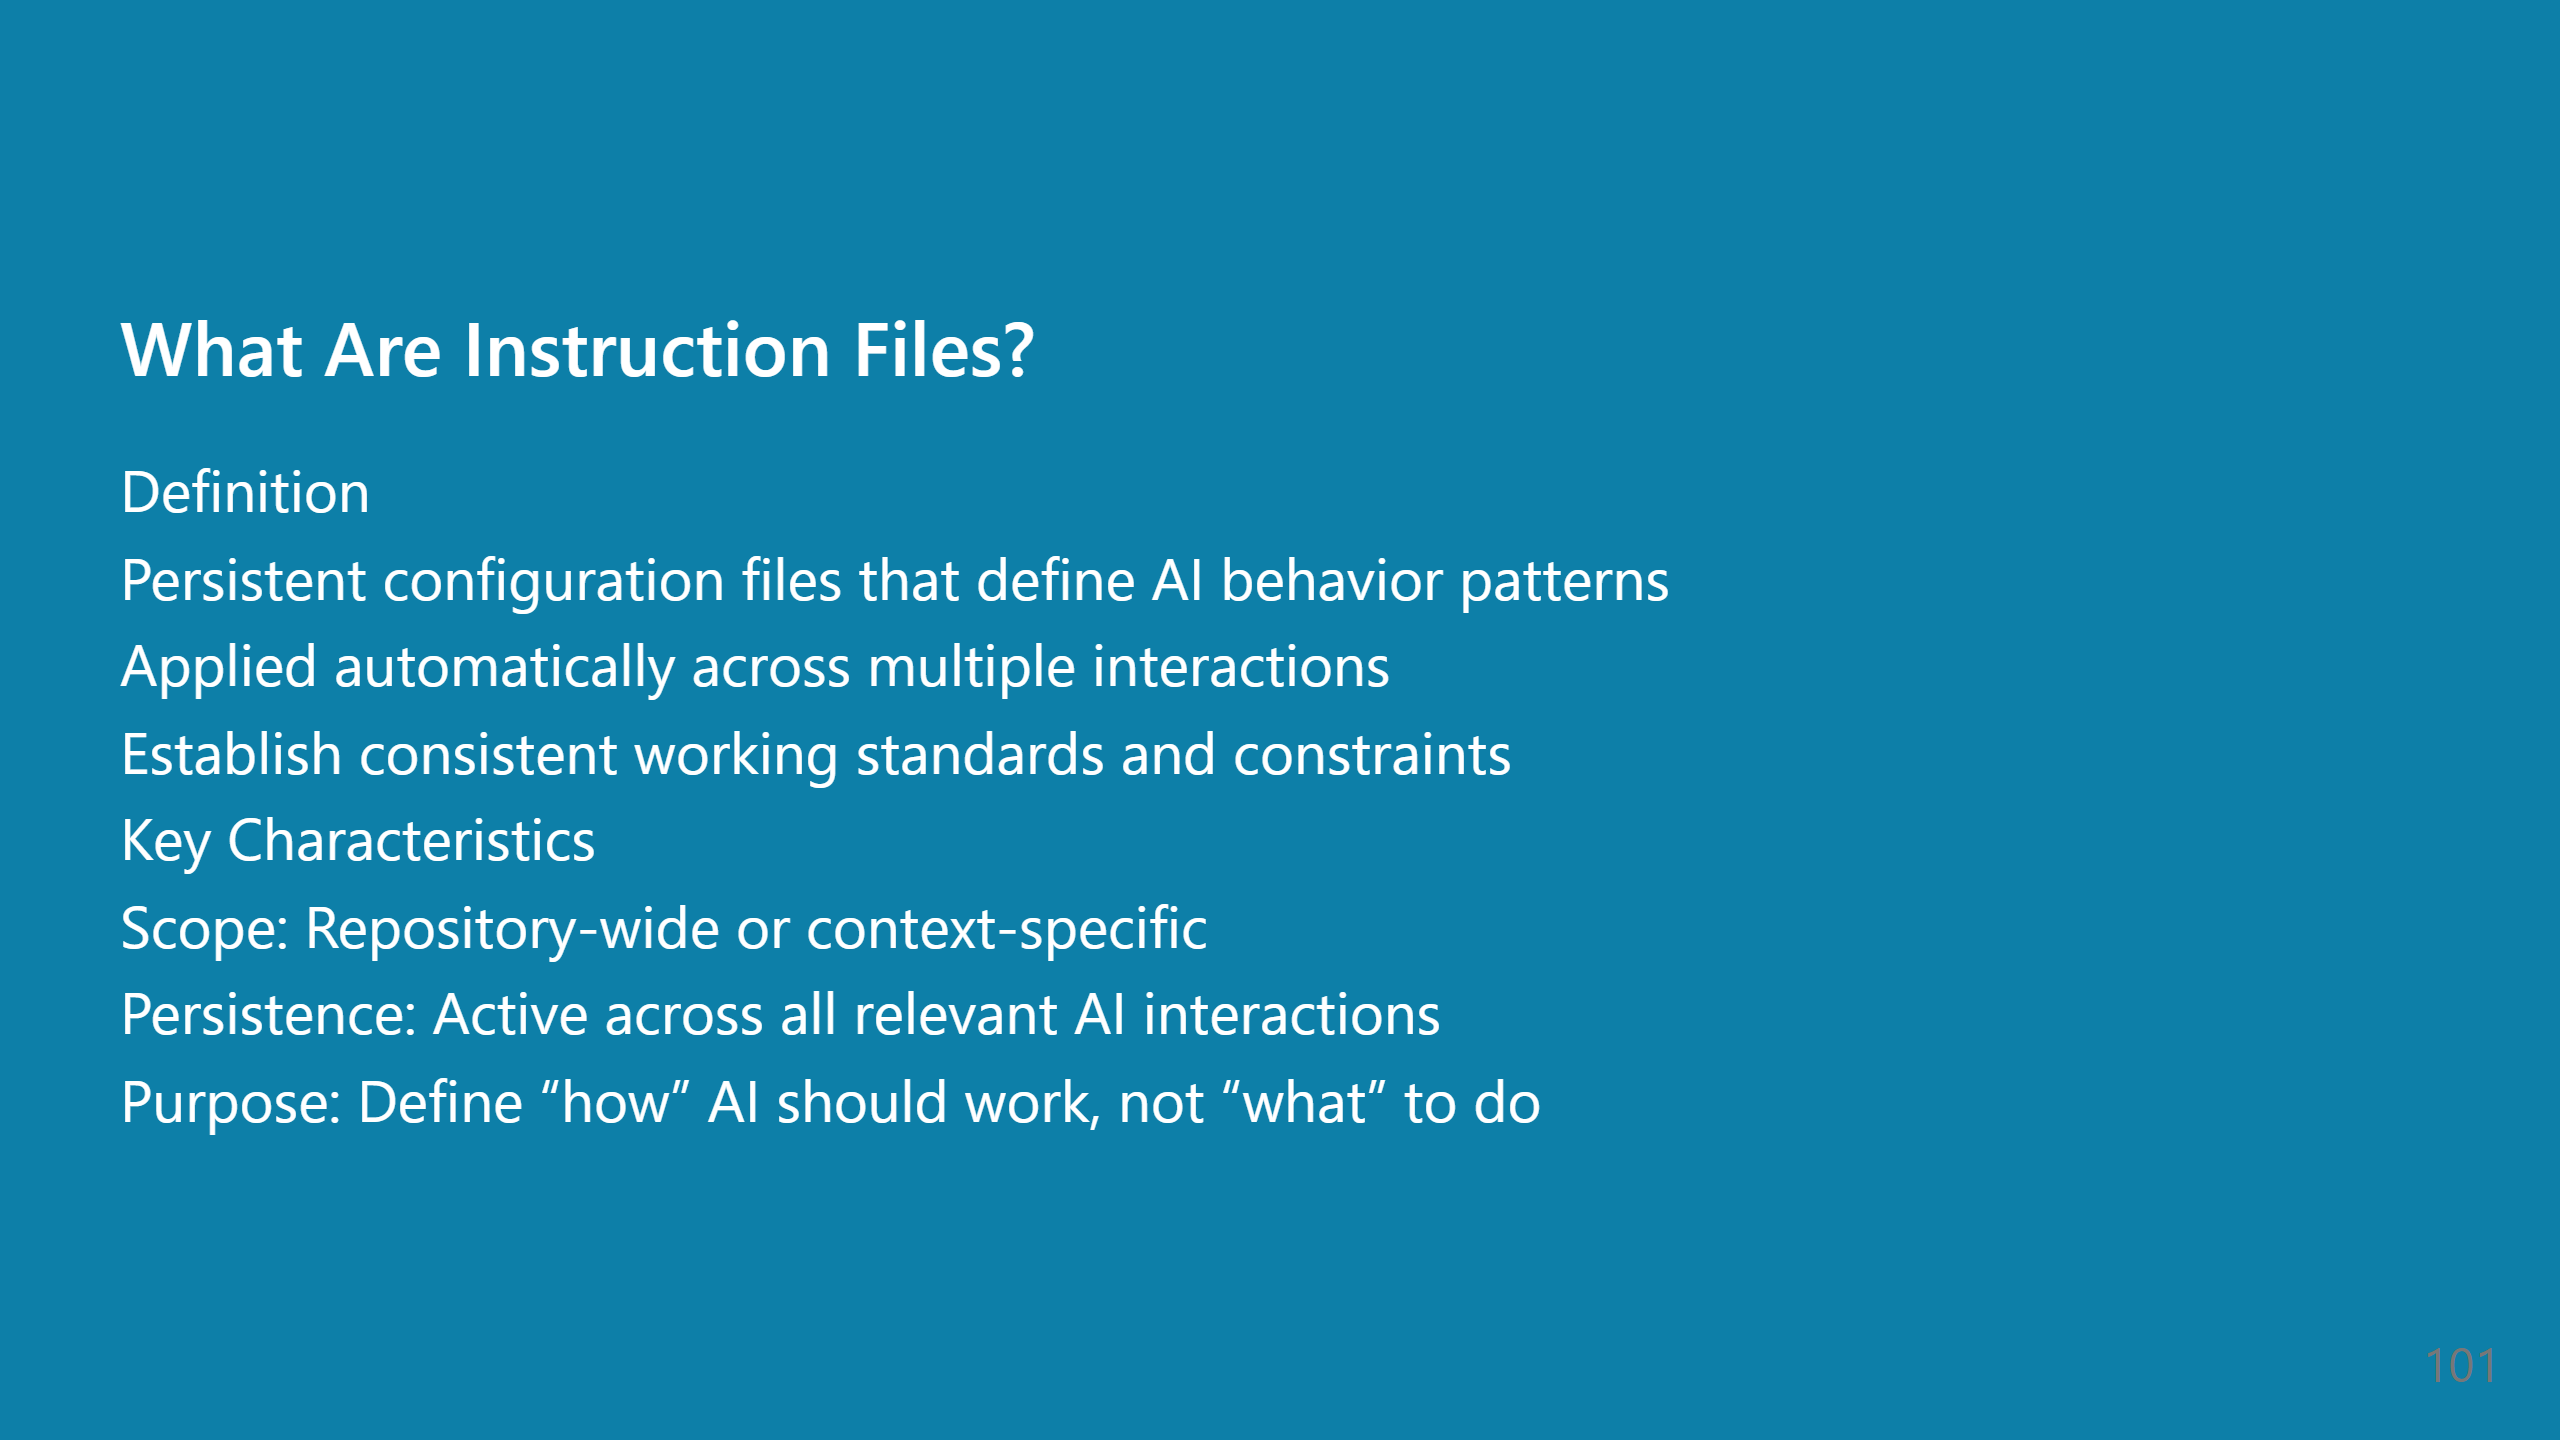 What Are Instruction Files?
Definition
Persistent configuration files that define AI behavior patterns
Applied automatically across multiple interactions
Establish consistent working standards and constraints
Key Characteristics
Scope: Repository-wide or context-specific
Persistence: Active across all relevant AI interactions
Purpose: Define “how” AI should work, not “what” to do
101